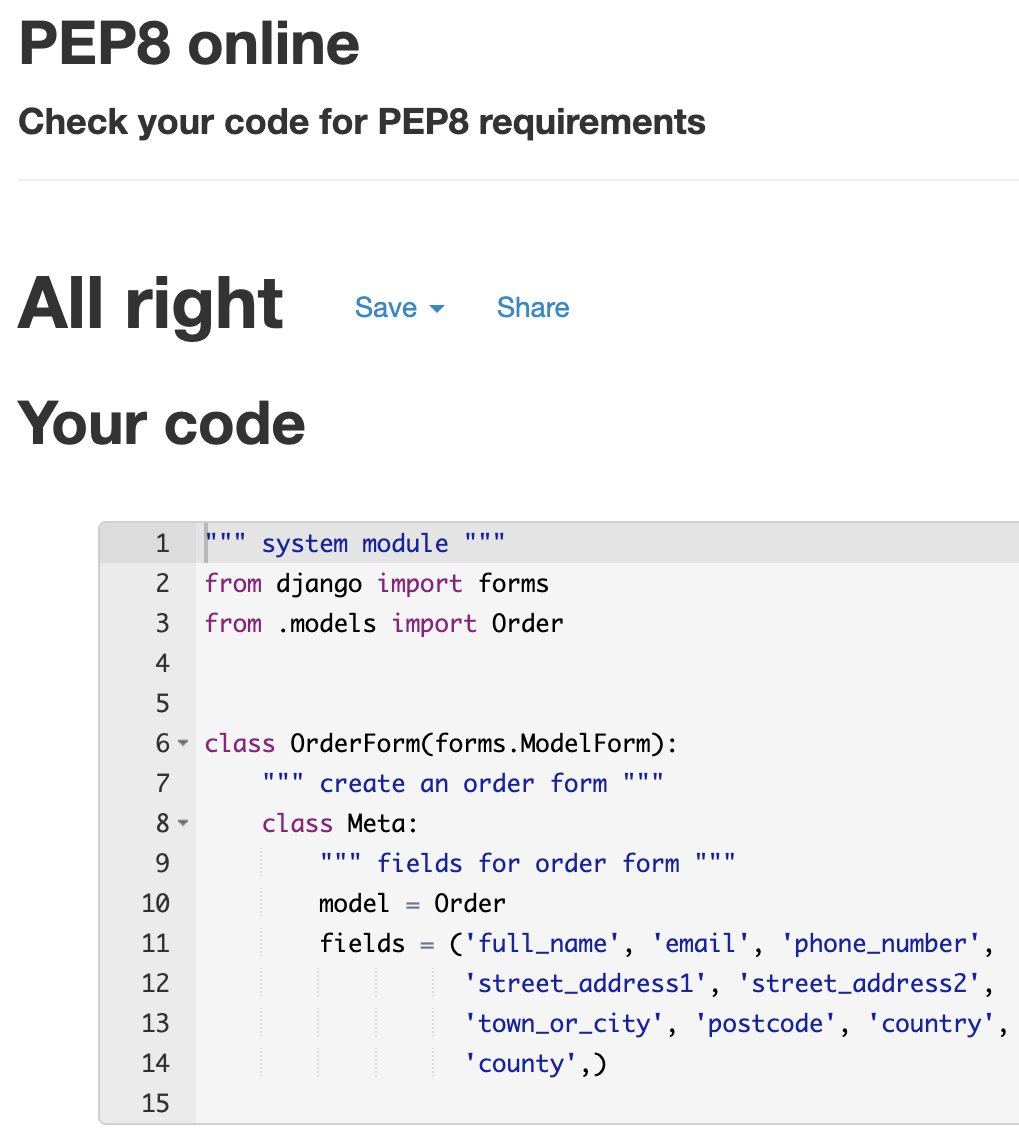 PEP8 online
Check your code for PEP8 requirements
All right Save Share
Your code
1 """ system module """
2 from django import forms
3 from .models import Order
4
5
6 class OrderForm(forms.ModelForm):
7     """ create an order form """
8     class Meta:
9         """ fields for order form """
10         model = Order
11         fields = ('full_name', 'email', 'phone_number',
12                   'street_address1', 'street_address2',
13                   'town_or_city', 'postcode', 'country',
14                   'county',)
15